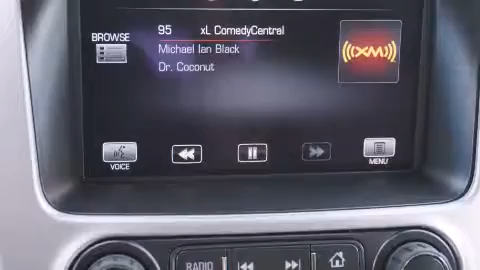 95 xL ComedyCentral
BROWSE
Michael Ian Black
Dr. Coconut
((XM))
VOICE
MENU
RADIO